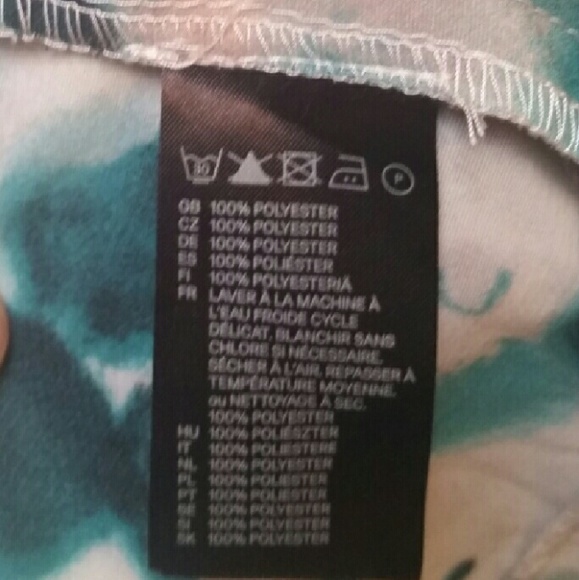 30
P
GB 100% POLYESTER
CZ 100% POLYESTER
DE 100% POLYESTER
ES 100% POLIÉSTER
FI 100% POLYESTERIÄ
FR LAVER À LA MACHINE À
L'EAU FROIDE CYCLE
DÉLICAT, BLANCHIR SANS
CHLORE SI NÉCESSAIRE,
SÉCHER À L'AIR, REPASSER À
TEMPÉRATURE MOYENNE,
ou NETTOYAGE À SEC.
100% POLYESTER
HU 100% POLIÉSZTER
IT 100% POLIESTERE
NL 100% POLYESTER
PL 100% POLIESTER
PT 100% POLIÉSTER
SE 100% POLYESTER
SI 100% POLIESTER
SK 100% POLYESTER